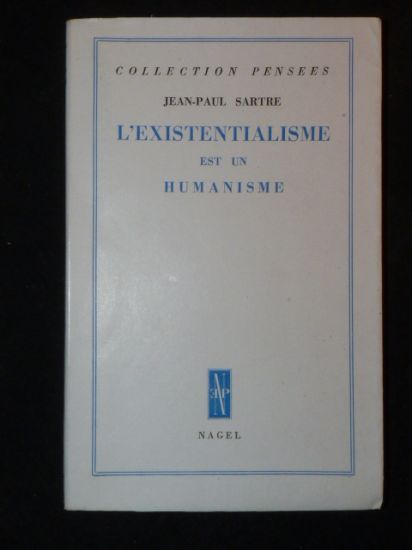 COLLECTION PENSEES
JEAN-PAUL SARTRE
L'EXISTENTIALISME
EST UN
HUMANISME
N
NAGEL